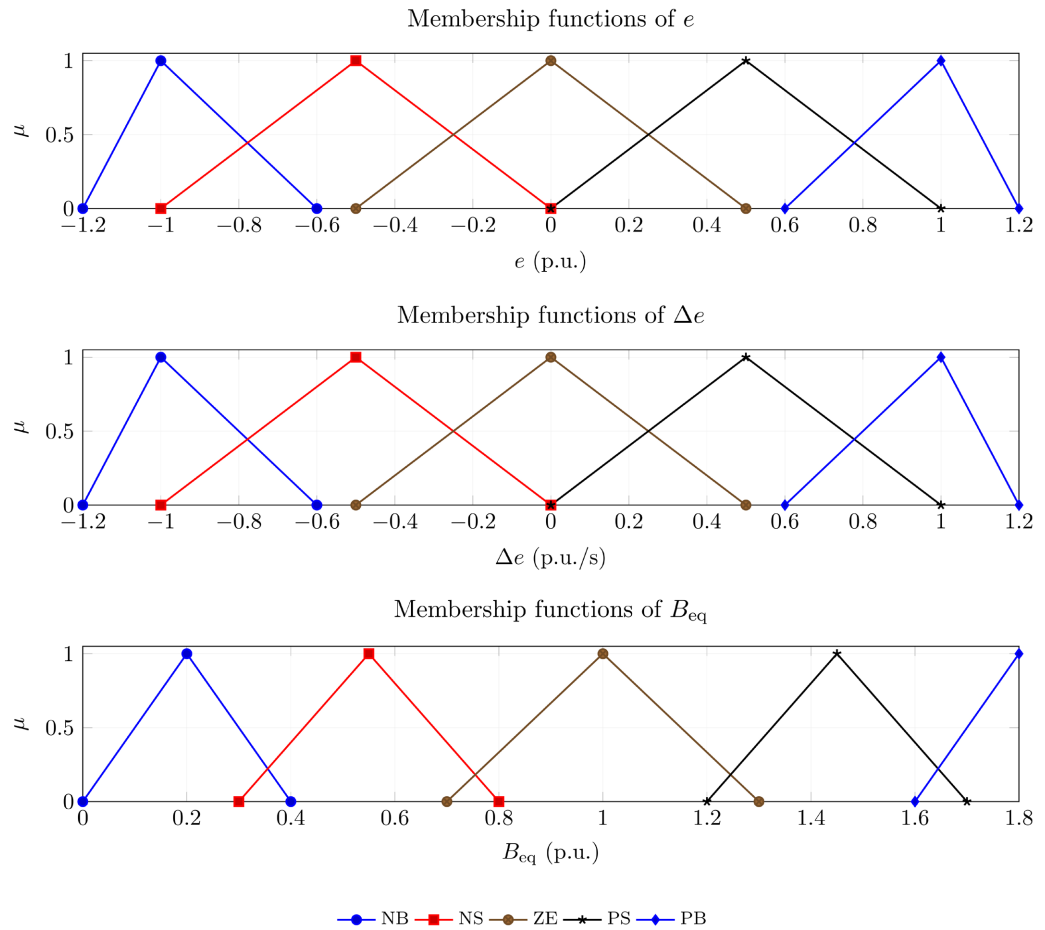 Membership functions of e
1
0.5
0
μ
−1.2 −1 −0.8 −0.6 −0.4 −0.2 0 0.2 0.4 0.6 0.8 1 1.2
e (p.u.)
Membership functions of Δe
1
0.5
0
μ
−1.2 −1 −0.8 −0.6 −0.4 −0.2 0 0.2 0.4 0.6 0.8 1 1.2
Δe (p.u./s)
Membership functions of B_eq
1
0.5
0
μ
0 0.2 0.4 0.6 0.8 1 1.2 1.4 1.6 1.8
B_eq (p.u.)
NB NS ZE PS PB